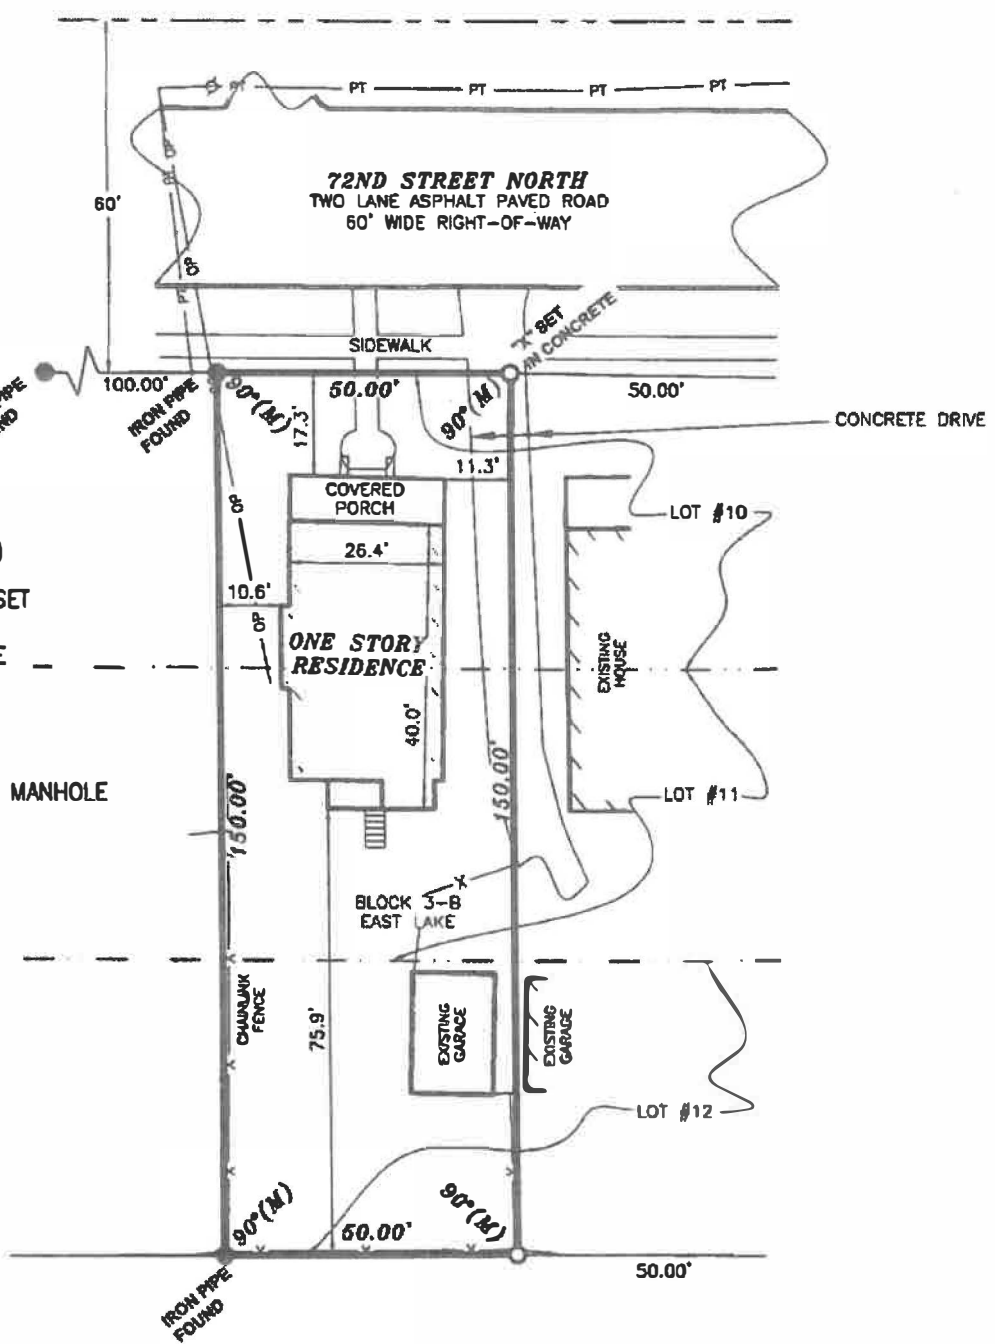 PT PT PT PT PT
60'
72ND STREET NORTH
TWO LANE ASPHALT PAVED ROAD
60' WIDE RIGHT-OF-WAY
OP
OP
PT
SIDEWALK
"X" SET
IN CONCRETE
100.00'
IRON PIPE
FOUND
90°(M)
50.00'
90°(M)
50.00'
17.3'
CONCRETE DRIVE
11.3'
COVERED
PORCH
OP
LOT #10
26.4'
10.6'
SET
OP
ONE STORY
RESIDENCE
EXISTING
HOUSE
40.0'
MANHOLE
150.00'
150.00'
LOT #11
X
BLOCK 3-B
EAST LAKE
CHAINLINK
FENCE
75.9'
EXISTING
GARAGE
EXISTING
GARAGE
LOT #12
90°(M)
90°(M)
50.00'
50.00'
IRON PIPE
FOUND